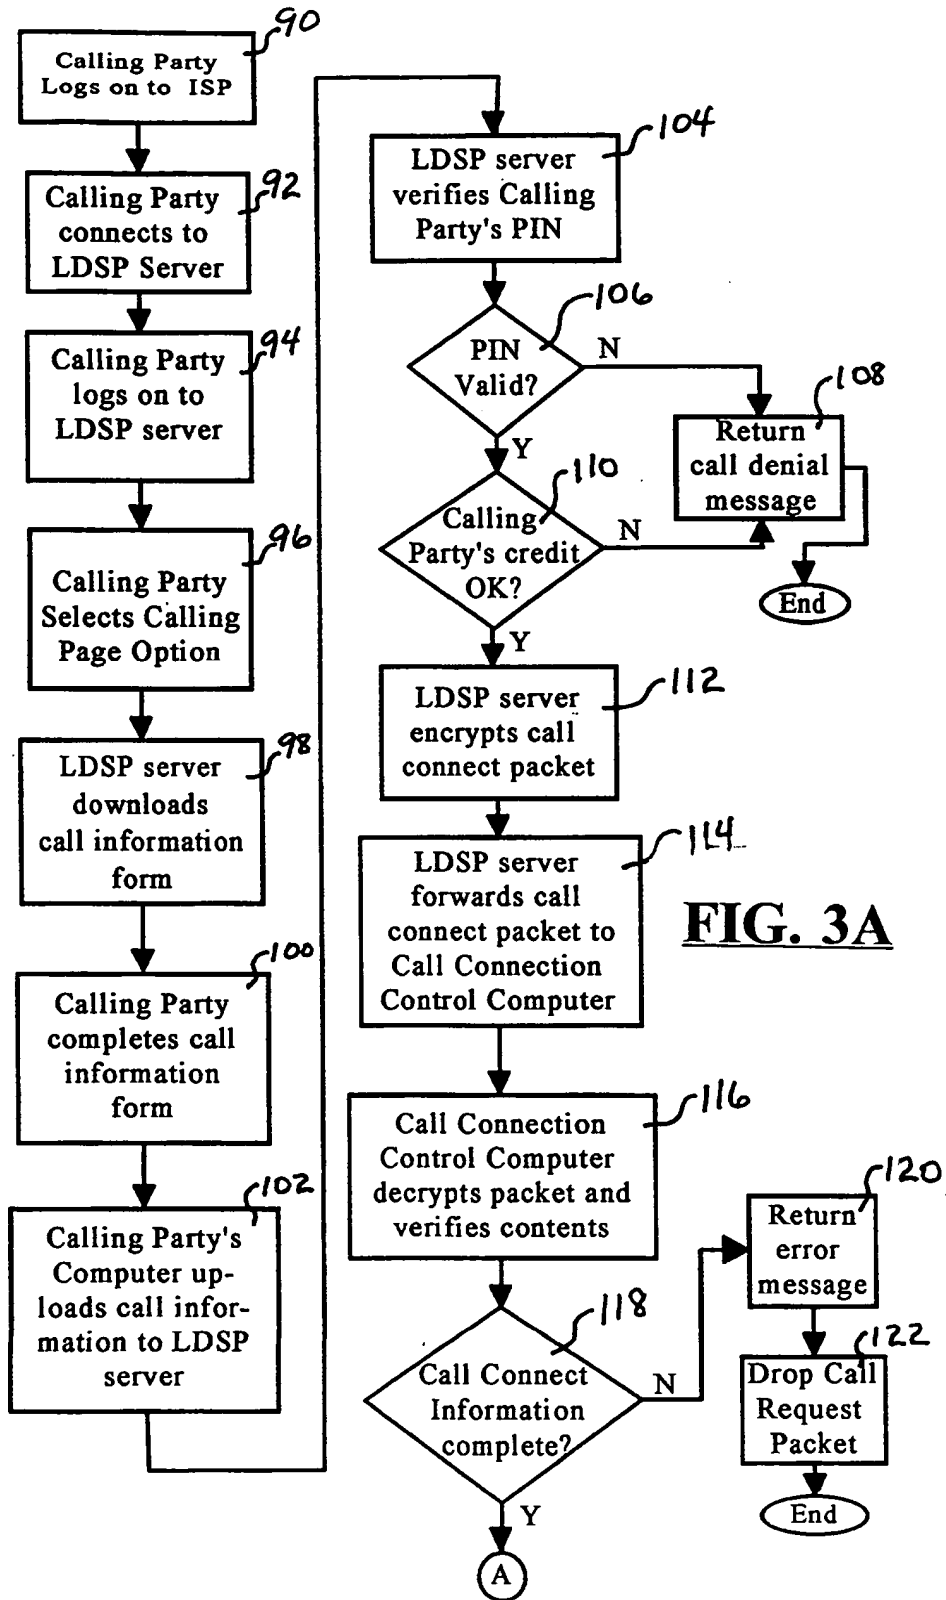 90
Calling Party
Logs on to ISP
92
Calling Party
connects to
LDSP Server
94
Calling Party
logs on to
LDSP server
96
Calling Party
Selects Calling
Page Option
98
LDSP server
downloads
call information
form
100
Calling Party
completes call
information
form
102
Calling Party's
Computer up-
loads call infor-
mation to LDSP
server
104
LDSP server
verifies Calling
Party's PIN
106
PIN
Valid?
N
Y
108
Return
call denial
message
End
110
Calling
Party's credit
OK?
N
Y
112
LDSP server
encrypts call
connect packet
114
LDSP server
forwards call
connect packet to
Call Connection
Control Computer
FIG. 3A
116
Call Connection
Control Computer
decrypts packet and
verifies contents
118
Call Connect
Information
complete?
N
Y
120
Return
error
message
122
Drop Call
Request
Packet
End
A